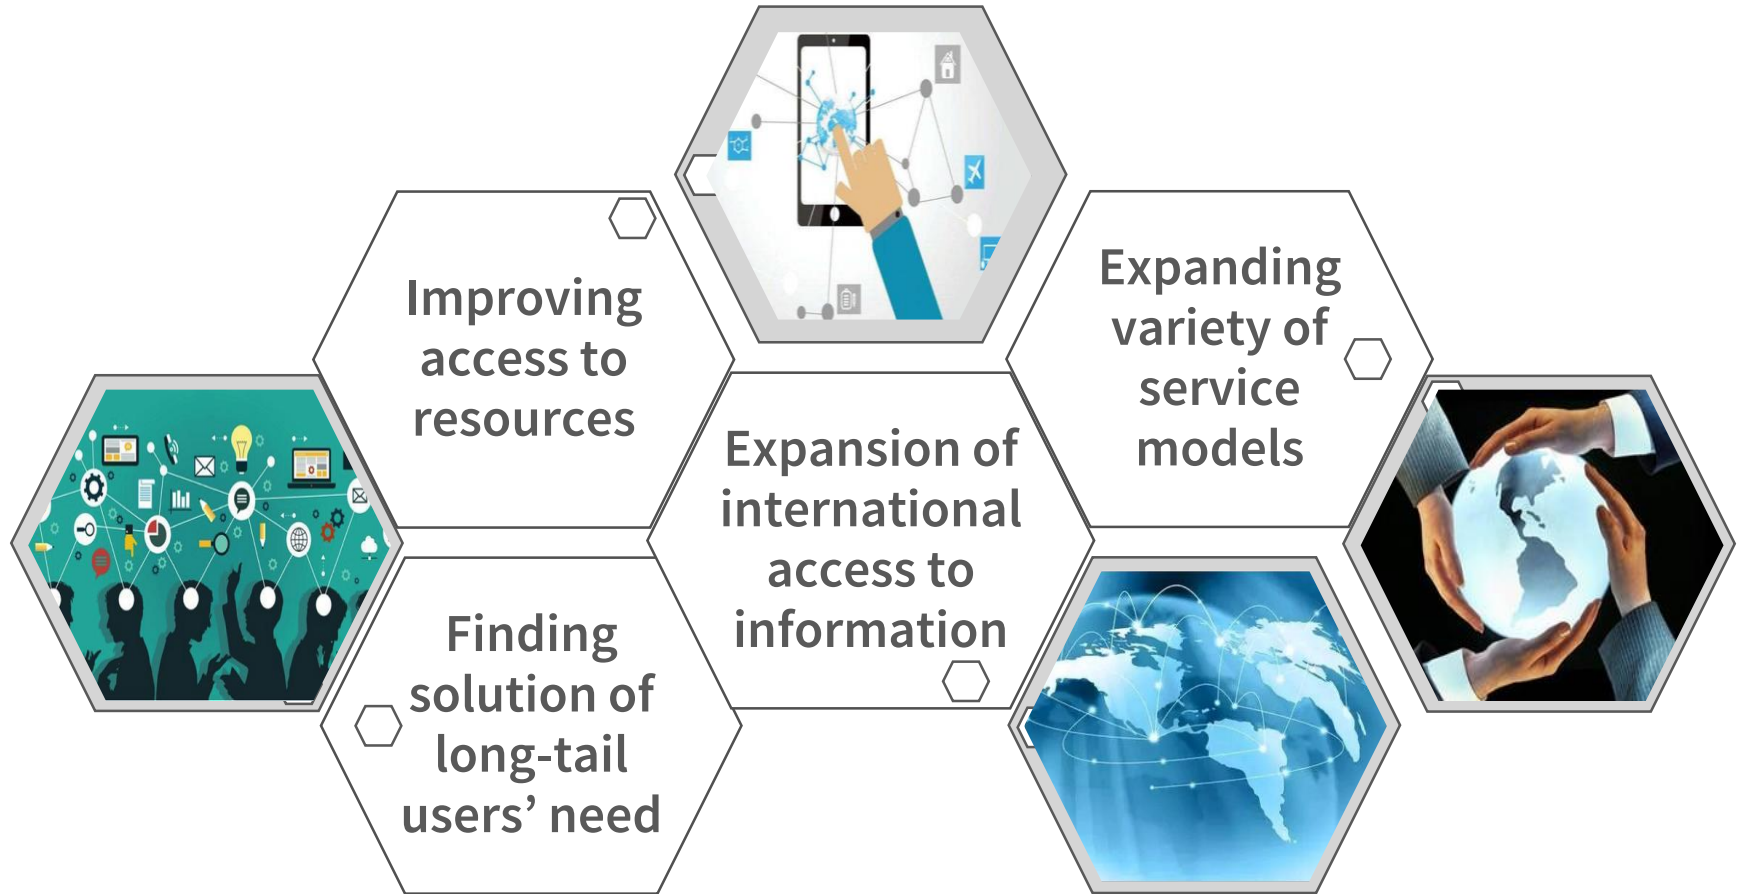 Improving
access to
resources
Finding
solution of
long-tail
users’ need
Expansion of
international
access to
information
Expanding
variety of
service
models